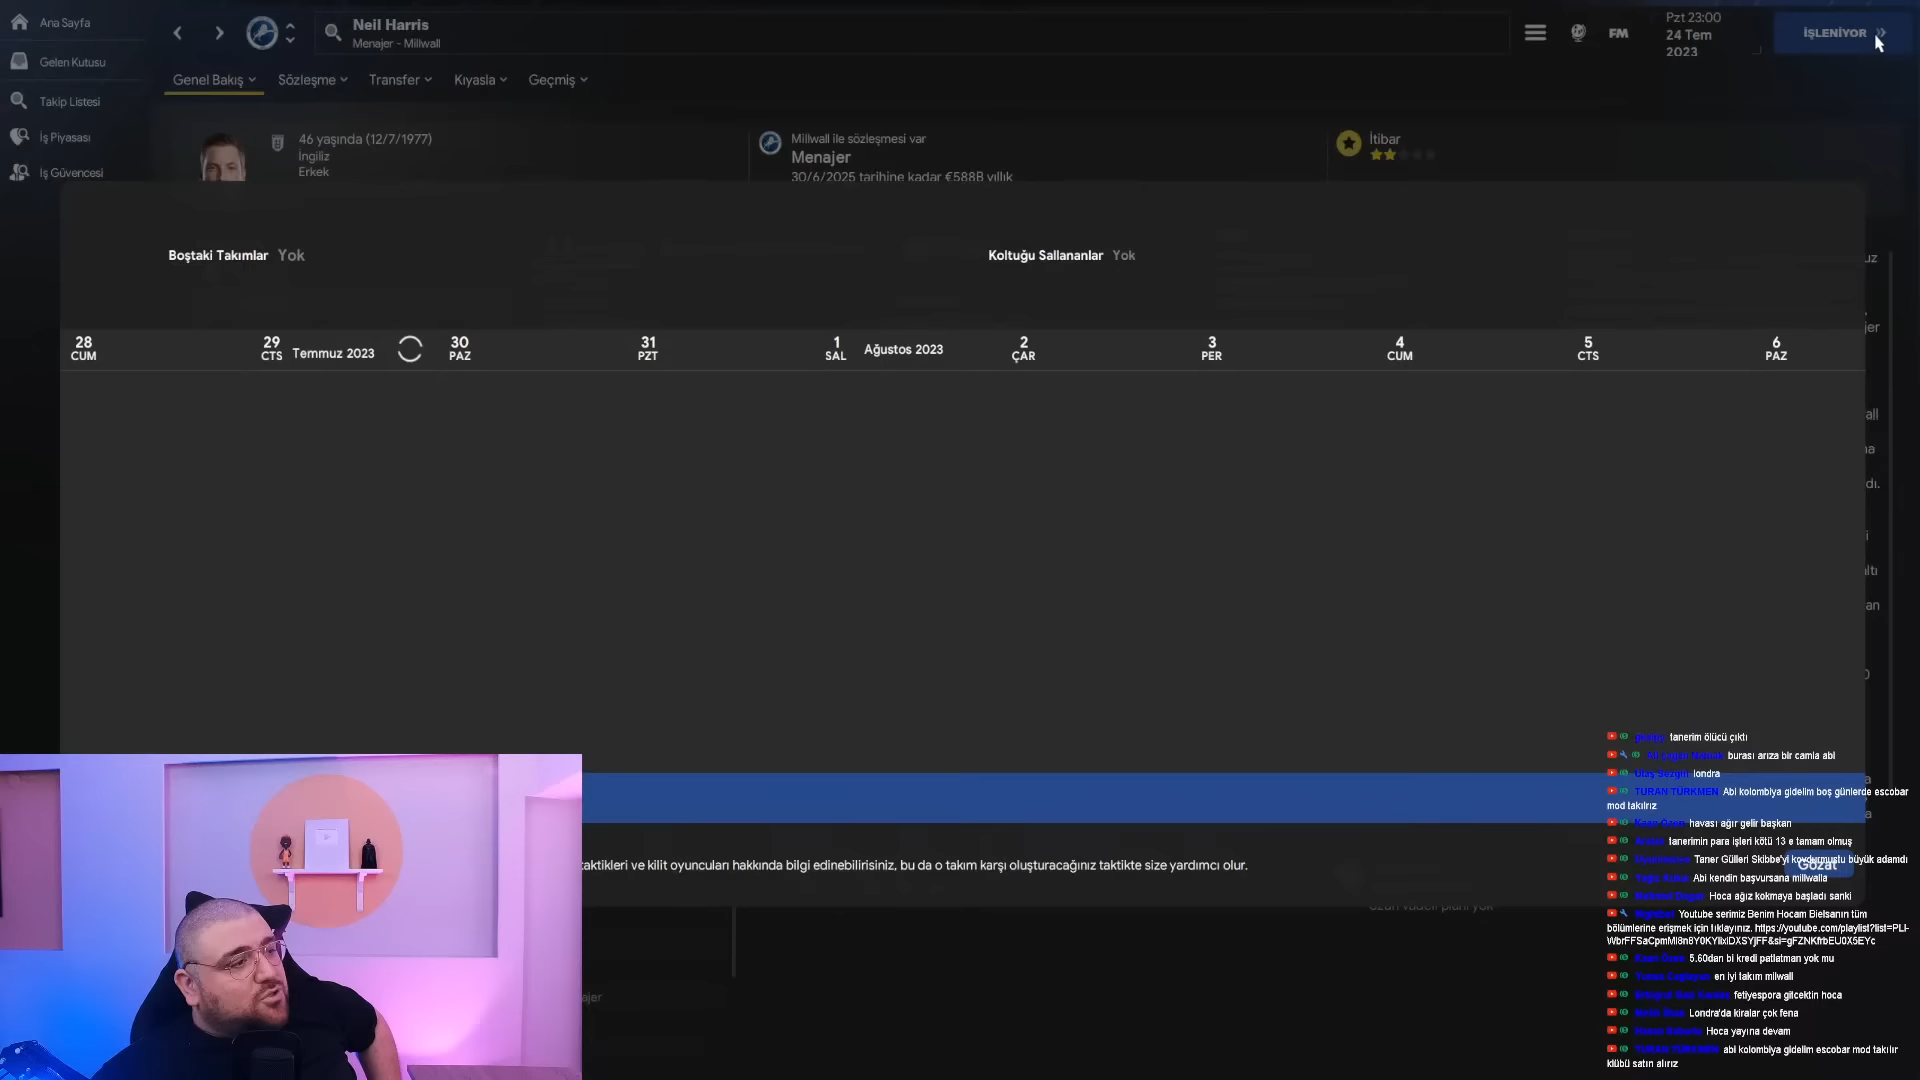 Ana Sayfa
Gelen Kutusu
Takip Listesi
İş Piyasası
İş Güvencesi
Neil Harris
Menajer - Millwall
FM
Pzt 23:00
24 Tem
2023
İŞLENİYOR
Genel Bakış
Sözleşme
Transfer
Kıyasla
Geçmiş
46 yaşında (12/7/1977)
İngiliz
Erkek
Millwall ile sözleşmesi var
Menajer
30/6/2025 tarihine kadar €588B yıllık
İtibar
Boştaki Takımlar Yok
Koltuğu Sallananlar Yok
28 CUM
29 CTS
Temmuz 2023
30 PAZ
31 PZT
1 SAL
Ağustos 2023
2 ÇAR
3 PER
4 CUM
5 CTS
6 PAZ
taktikleri ve kilit oyuncuları hakkında bilgi edinebilirisiniz, bu da o takım karşı oluşturacağınız taktikte size yardımcı olur.
Gözat
tanerim ölücü çıktı
burası arıza bir camia abi
Ulaş Sezgin londra
TURAN TÜRKMEN Abi kolombiya gidelim boş günlerde escobar
mod takılırız
havası ağır gelir başkan
tanerimin para işleri kötü 13 e tamam olmuş
Taner Gülleri Skibbe'yi kovdurmuştu büyük adamdı
Abi kendin başvursana millwalla
Hoca ağız kokmaya başladı sanki
Youtube serimiz Benim Hocam Bielsanın tüm
bölümlerine erişmek için tıklayınız.
5.60dan bi kredi patlatman yok mu
en iyi takım milwall
fetiyespora gitcektin hoca
Londra'da kiralar çok fena
Hoca yayına devam
TURAN TÜRKMEN abi kolombiya gidelim escobar mod takılır
klübü satın alırız